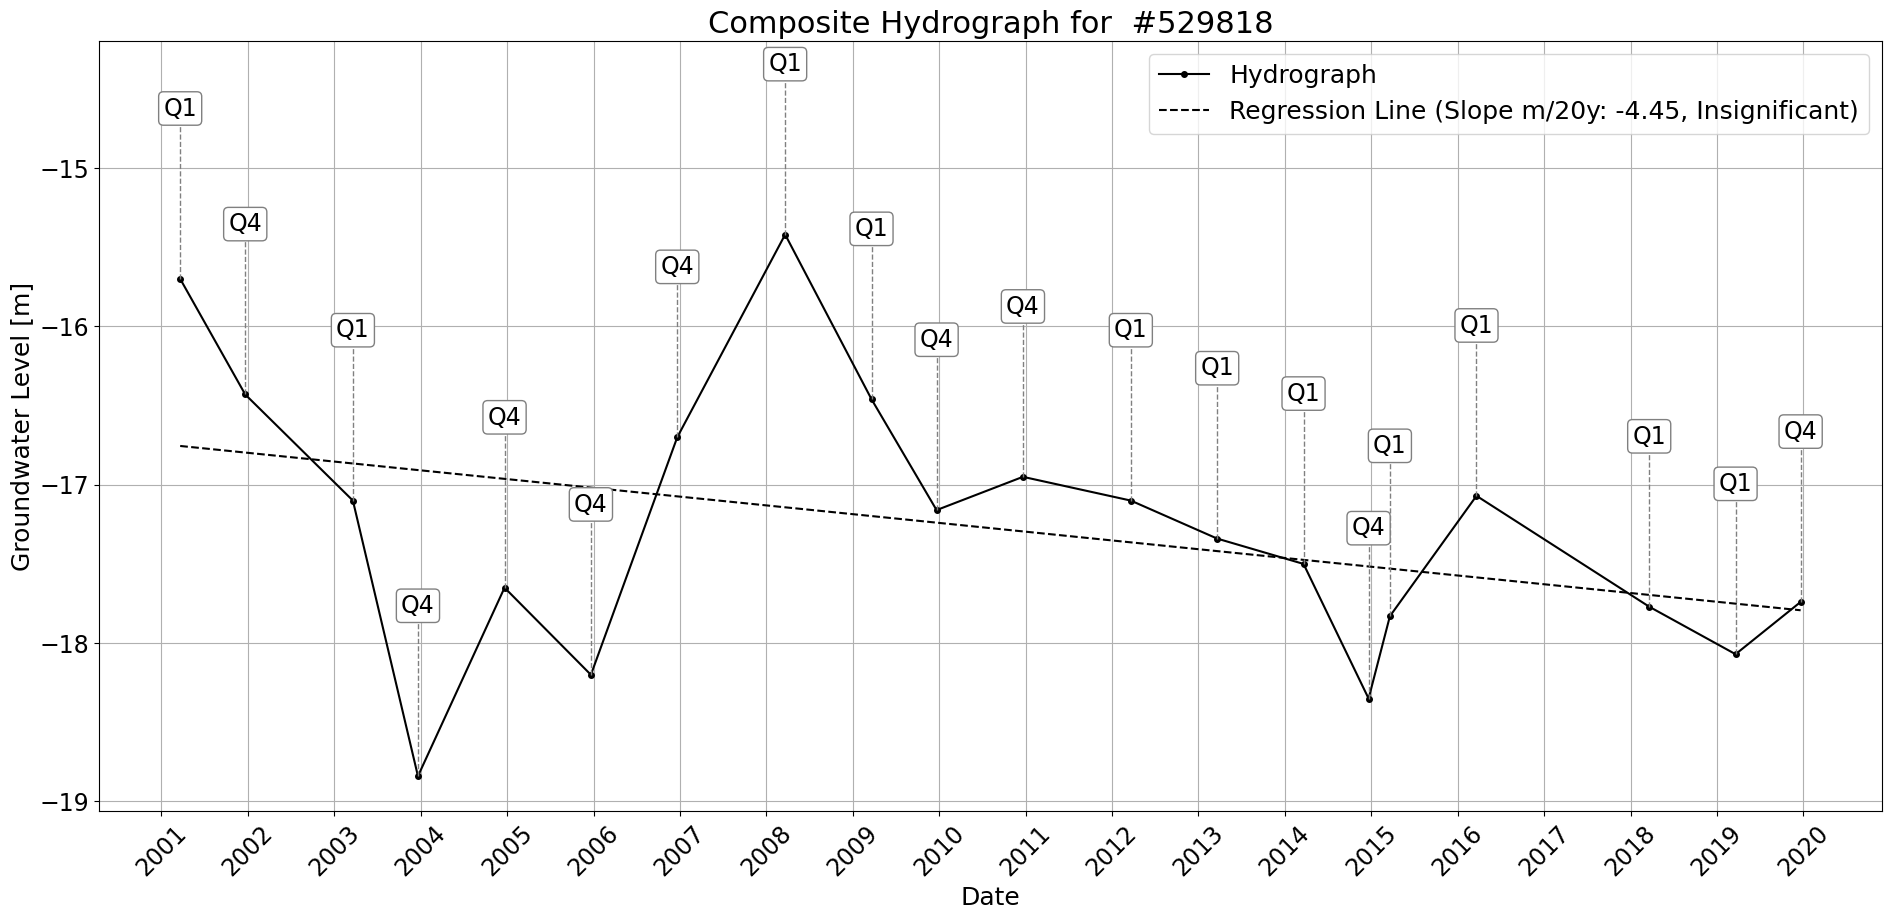 Composite Hydrograph for  #529818
Hydrograph
Regression Line (Slope m/20y: -4.45, Insignificant)
Groundwater Level [m]
−15
−16
−17
−18
−19
Q1
Q4
Q1
Q4
Q4
Q4
Q4
Q1
Q1
Q4
Q4
Q1
Q1
Q1
Q4
Q1
Q1
Q1
Q1
Q4
2001
2002
2003
2004
2005
2006
2007
2008
2009
2010
2011
2012
2013
2014
2015
2016
2017
2018
2019
2020
Date